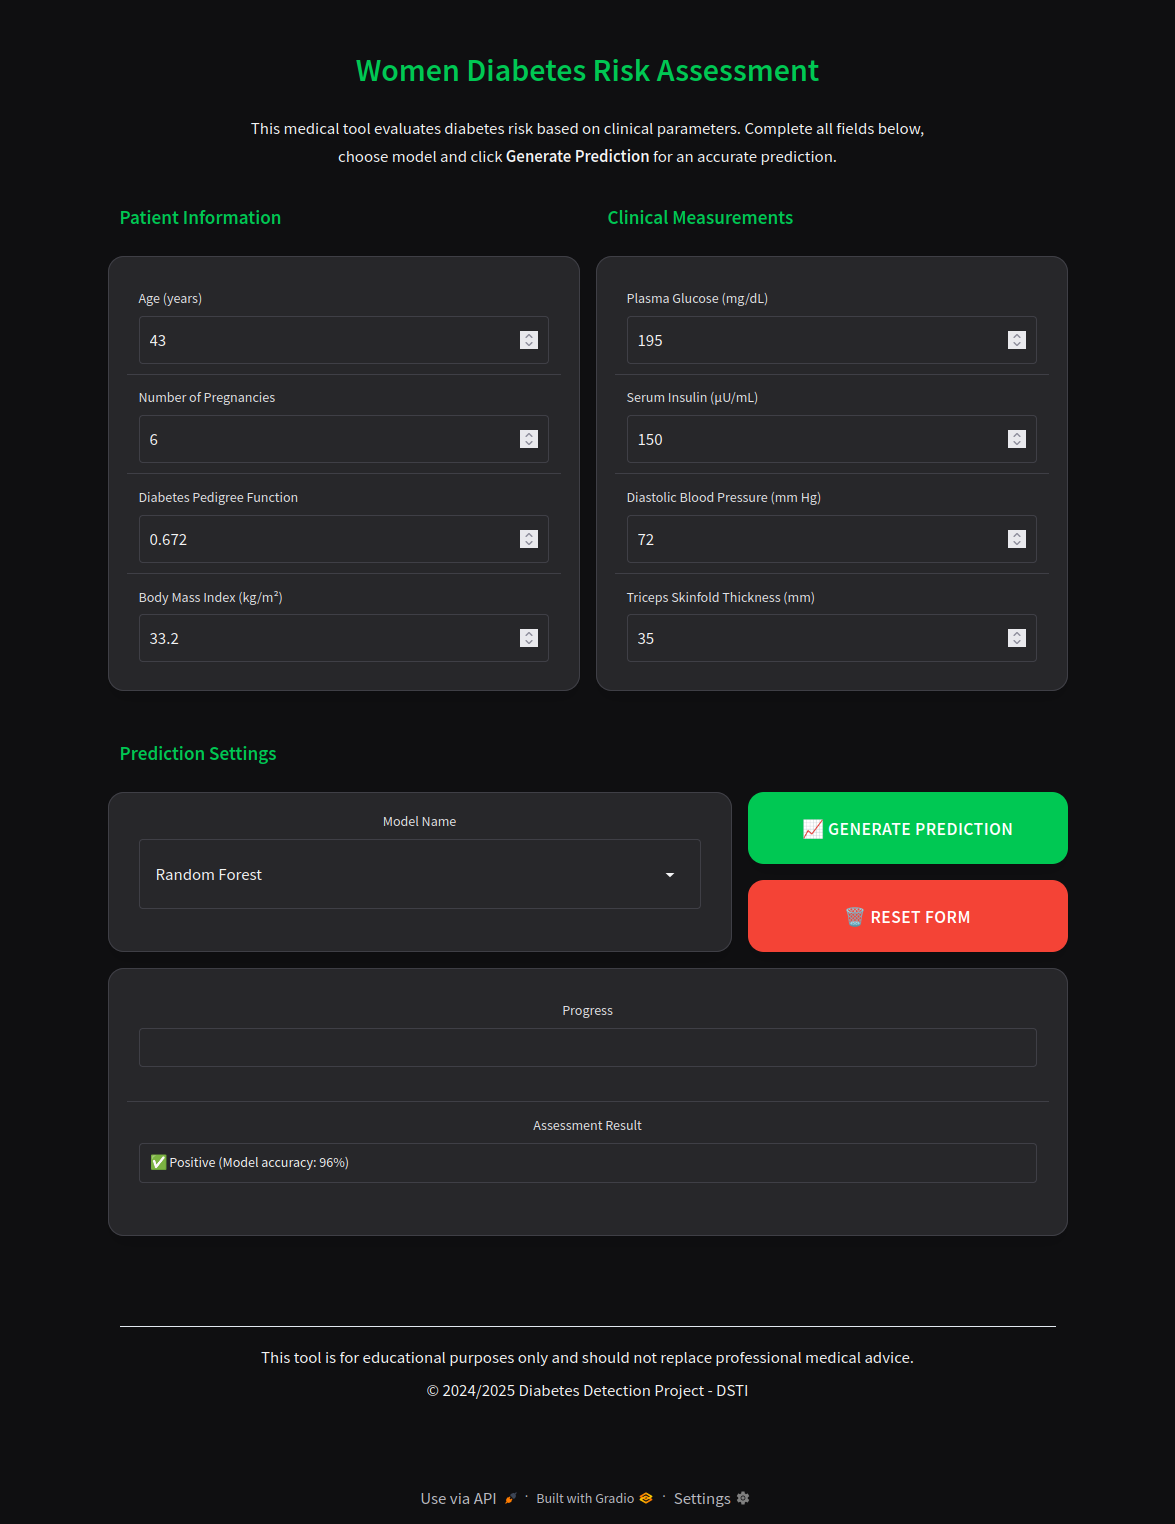 Women Diabetes Risk Assessment
This medical tool evaluates diabetes risk based on clinical parameters. Complete all fields below,
choose model and click Generate Prediction for an accurate prediction.
Patient Information
Age (years)
43
Number of Pregnancies
6
Diabetes Pedigree Function
0.672
Body Mass Index (kg/m²)
33.2
Clinical Measurements
Plasma Glucose (mg/dL)
195
Serum Insulin (μU/mL)
150
Diastolic Blood Pressure (mm Hg)
72
Triceps Skinfold Thickness (mm)
35
Prediction Settings
Model Name
Random Forest
📈 GENERATE PREDICTION
🗑️ RESET FORM
Progress
Assessment Result
✅ Positive (Model accuracy: 96%)
This tool is for educational purposes only and should not replace professional medical advice.
© 2024/2025 Diabetes Detection Project - DSTI
Use via API 🚀 · Built with Gradio · Settings ⚙️